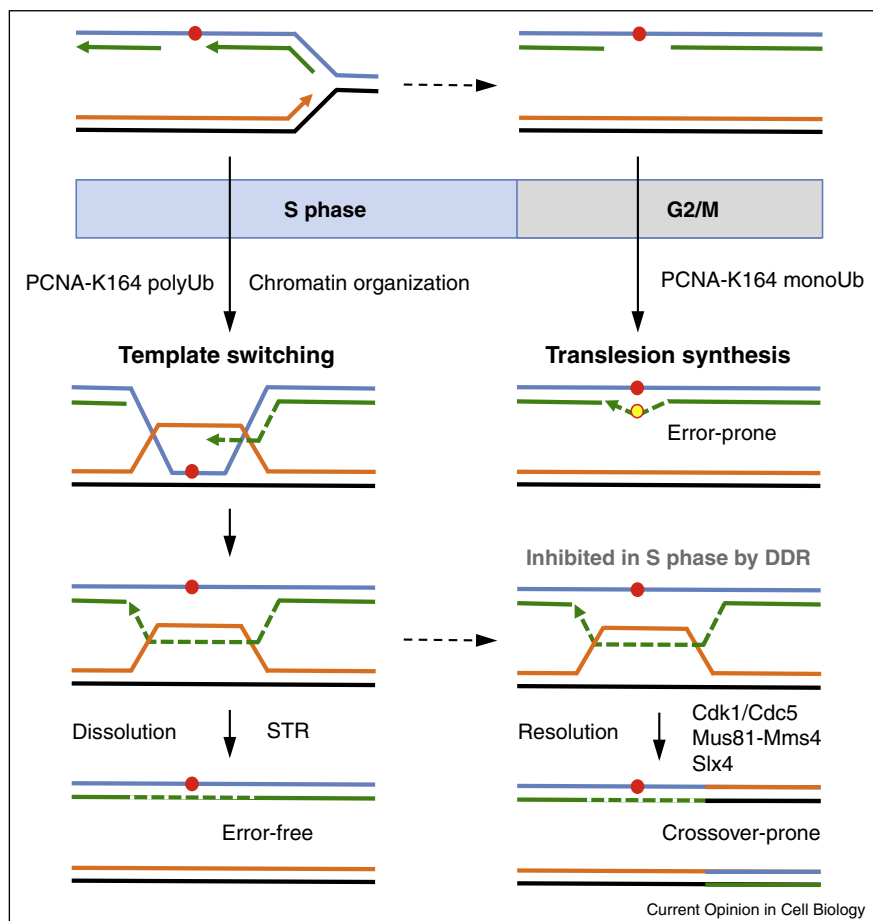 S phase
G2/M
PCNA-K164 polyUb
Chromatin organization
PCNA-K164 monoUb
Template switching
Translesion synthesis
Error-prone
Inhibited in S phase by DDR
Dissolution
STR
Resolution
Cdk1/Cdc5
Mus81-Mms4
Slx4
Error-free
Crossover-prone
Current Opinion in Cell Biology